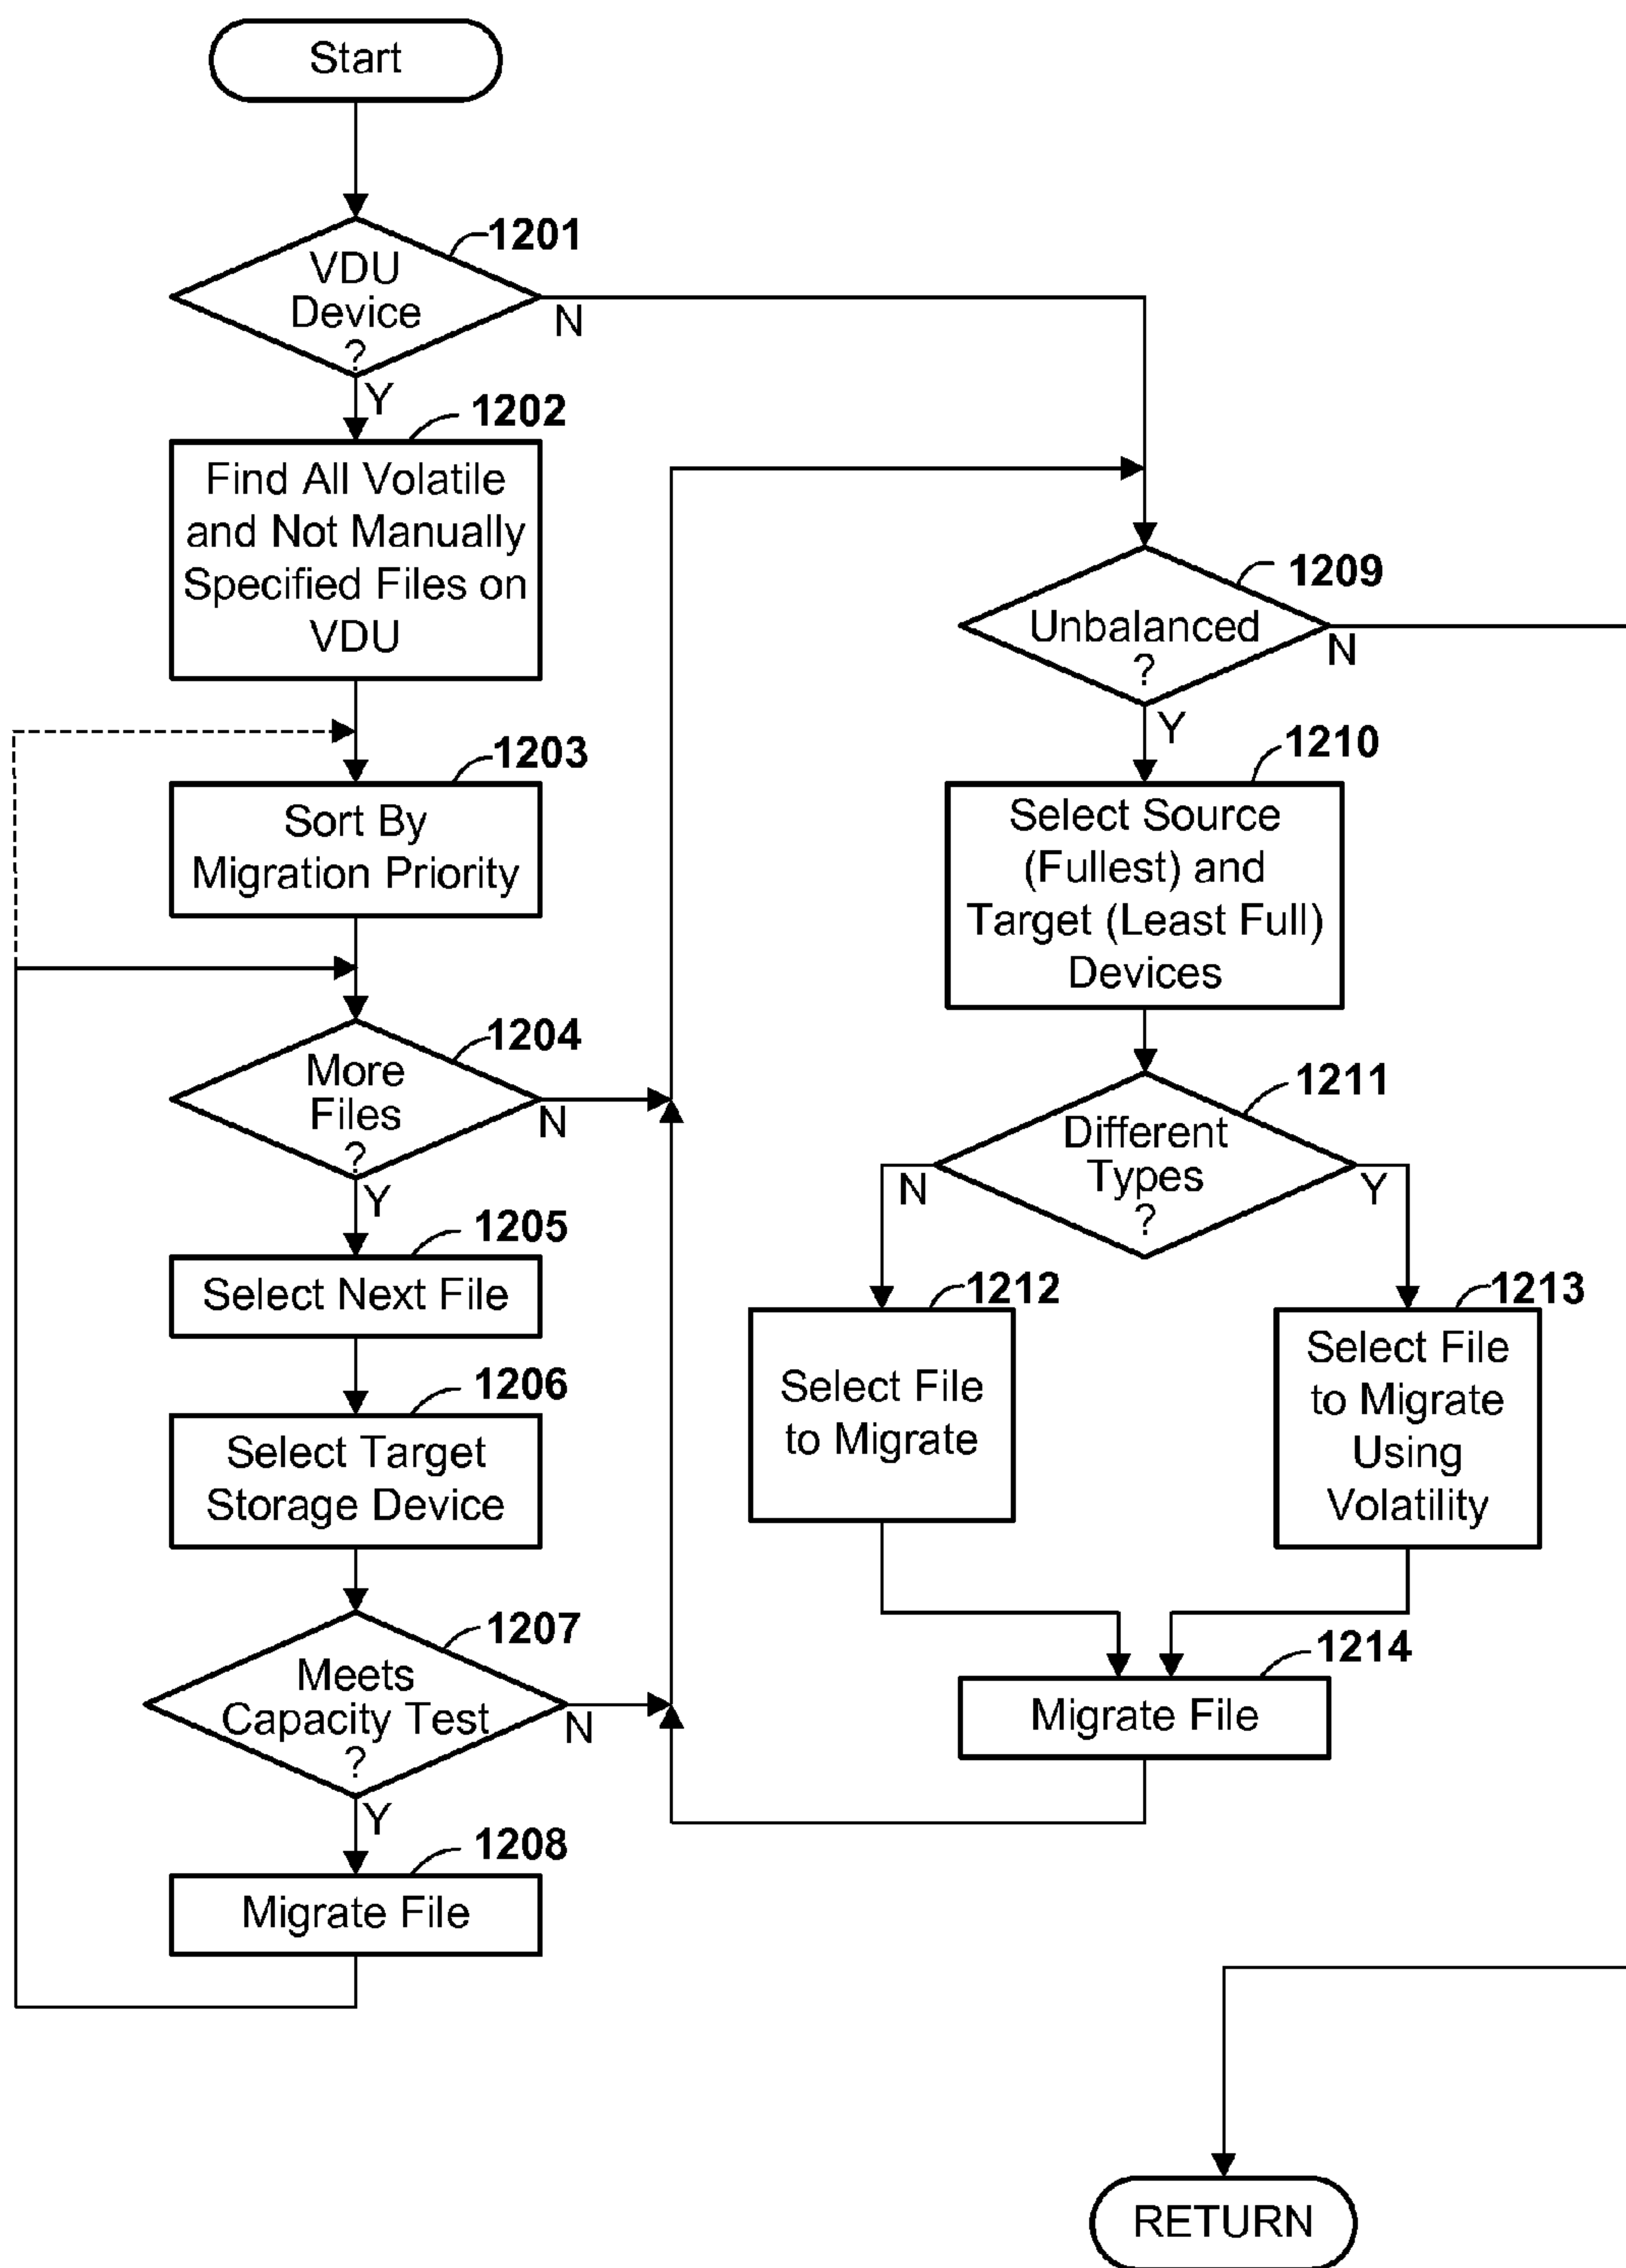 Start
1201
VDU
Device
?
N
Y
1202
Find All Volatile
and Not Manually
Specified Files on
VDU
1203
Sort By
Migration Priority
1204
More
Files
?
N
Y
1205
Select Next File
1206
Select Target
Storage Device
1207
Meets
Capacity Test
?
N
Y
1208
Migrate File
1209
Unbalanced
?
N
Y
1210
Select Source
(Fullest) and
Target (Least Full)
Devices
1211
Different
Types
?
N
Y
1212
Select File
to Migrate
1213
Select File
to Migrate
Using
Volatility
1214
Migrate File
RETURN